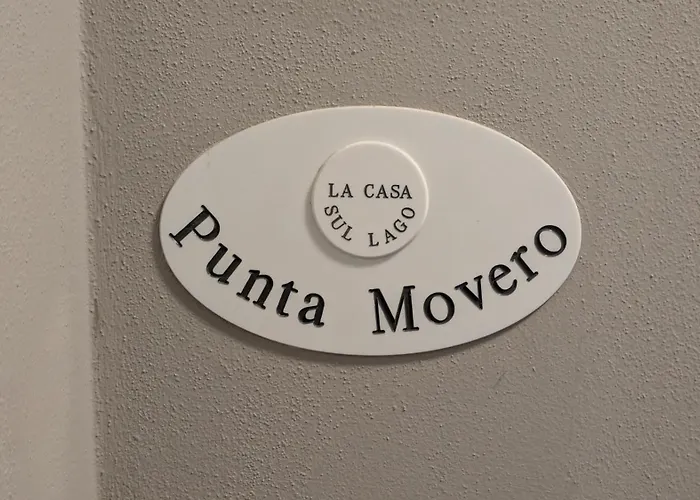 LA CASA
SUL LAGO
Punta Movero